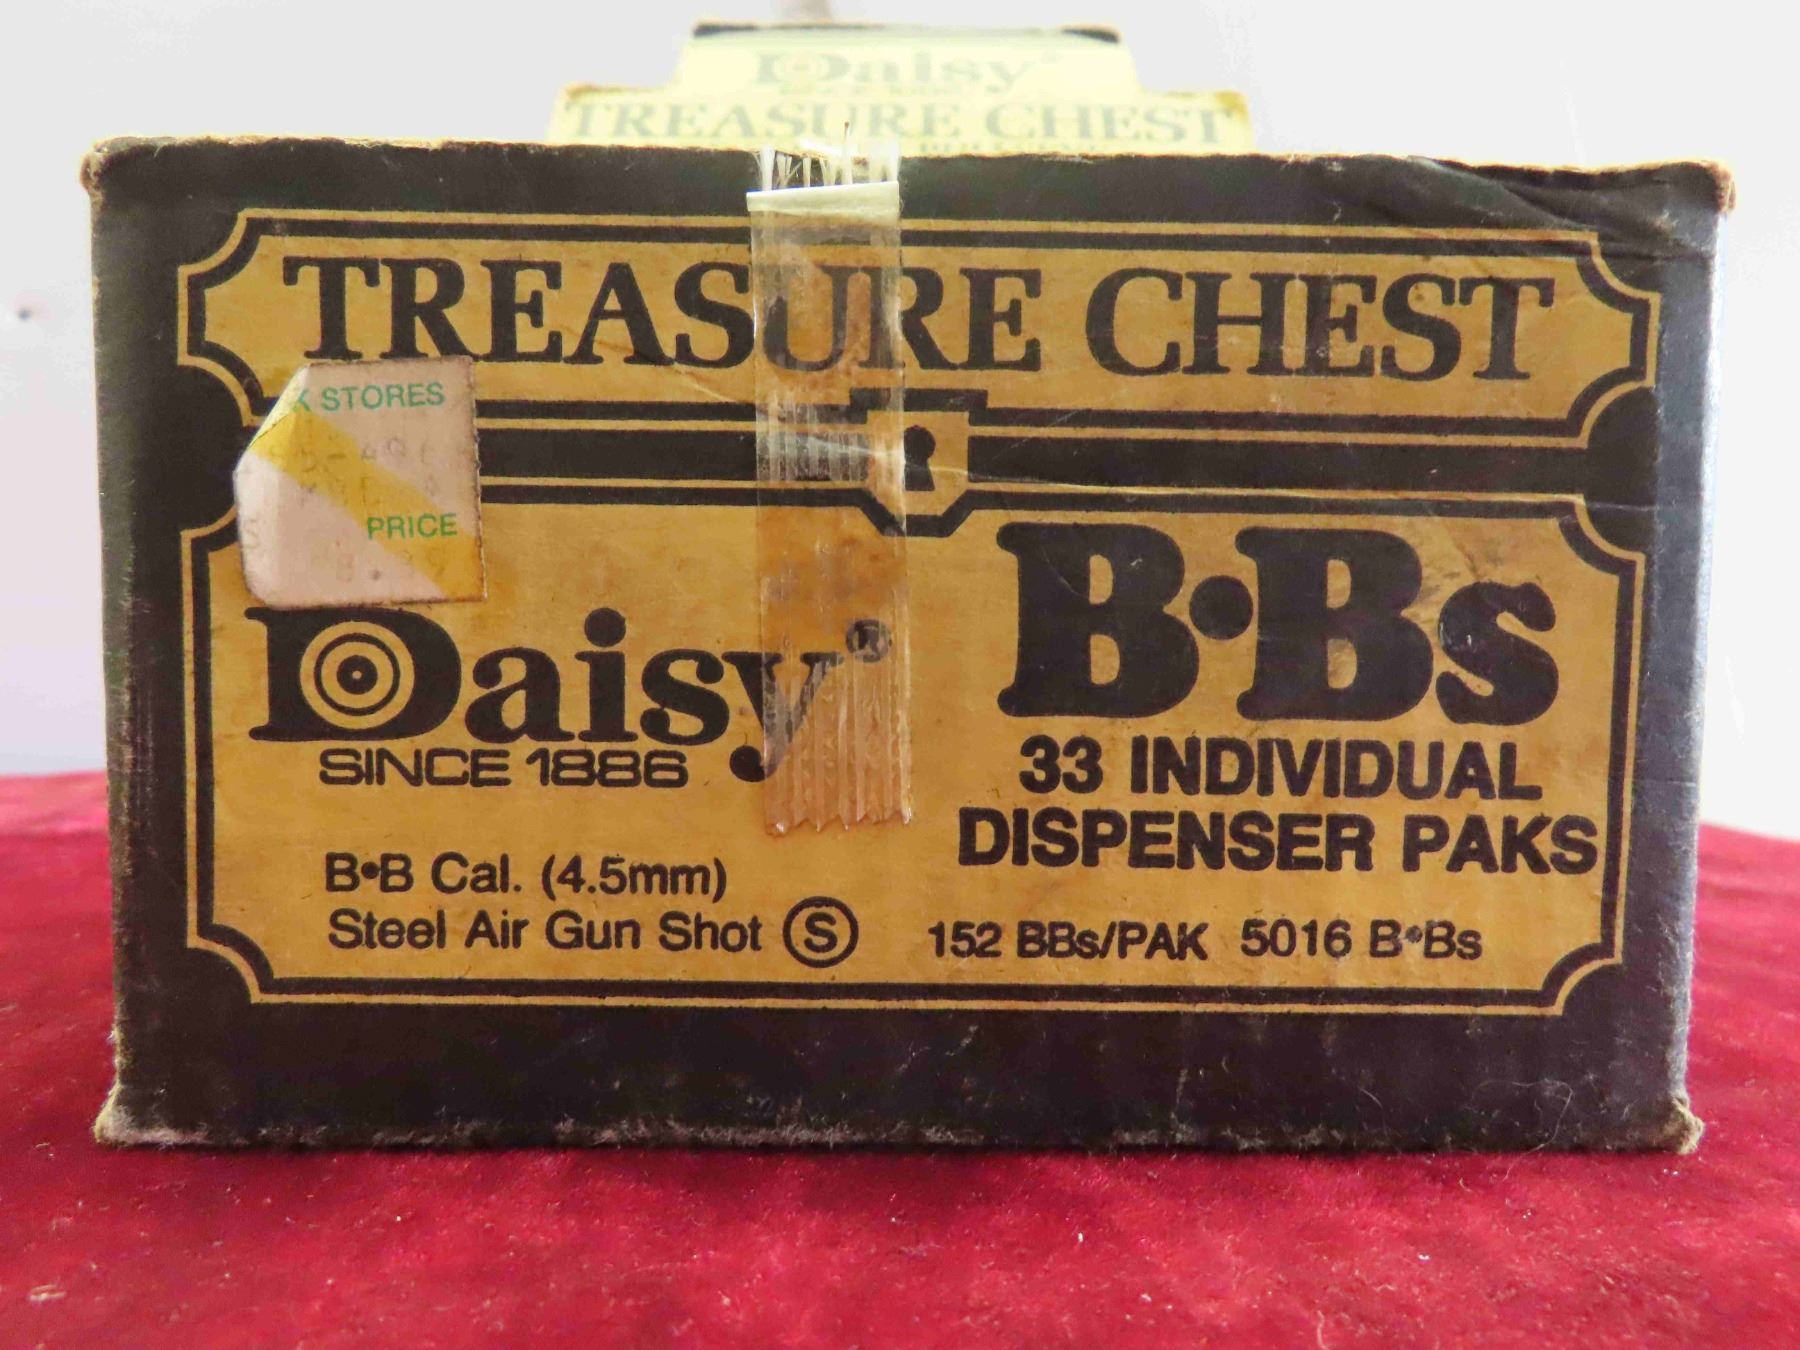 Daisy
TREASURE CHEST
TREASURE CHEST
STORES
PRICE
Daisy®
SINCE 1886
B•B Cal. (4.5mm)
Steel Air Gun Shot Ⓢ
B•Bs
33 INDIVIDUAL
DISPENSER PAKS
152 BBs/PAK 5016 B•Bs